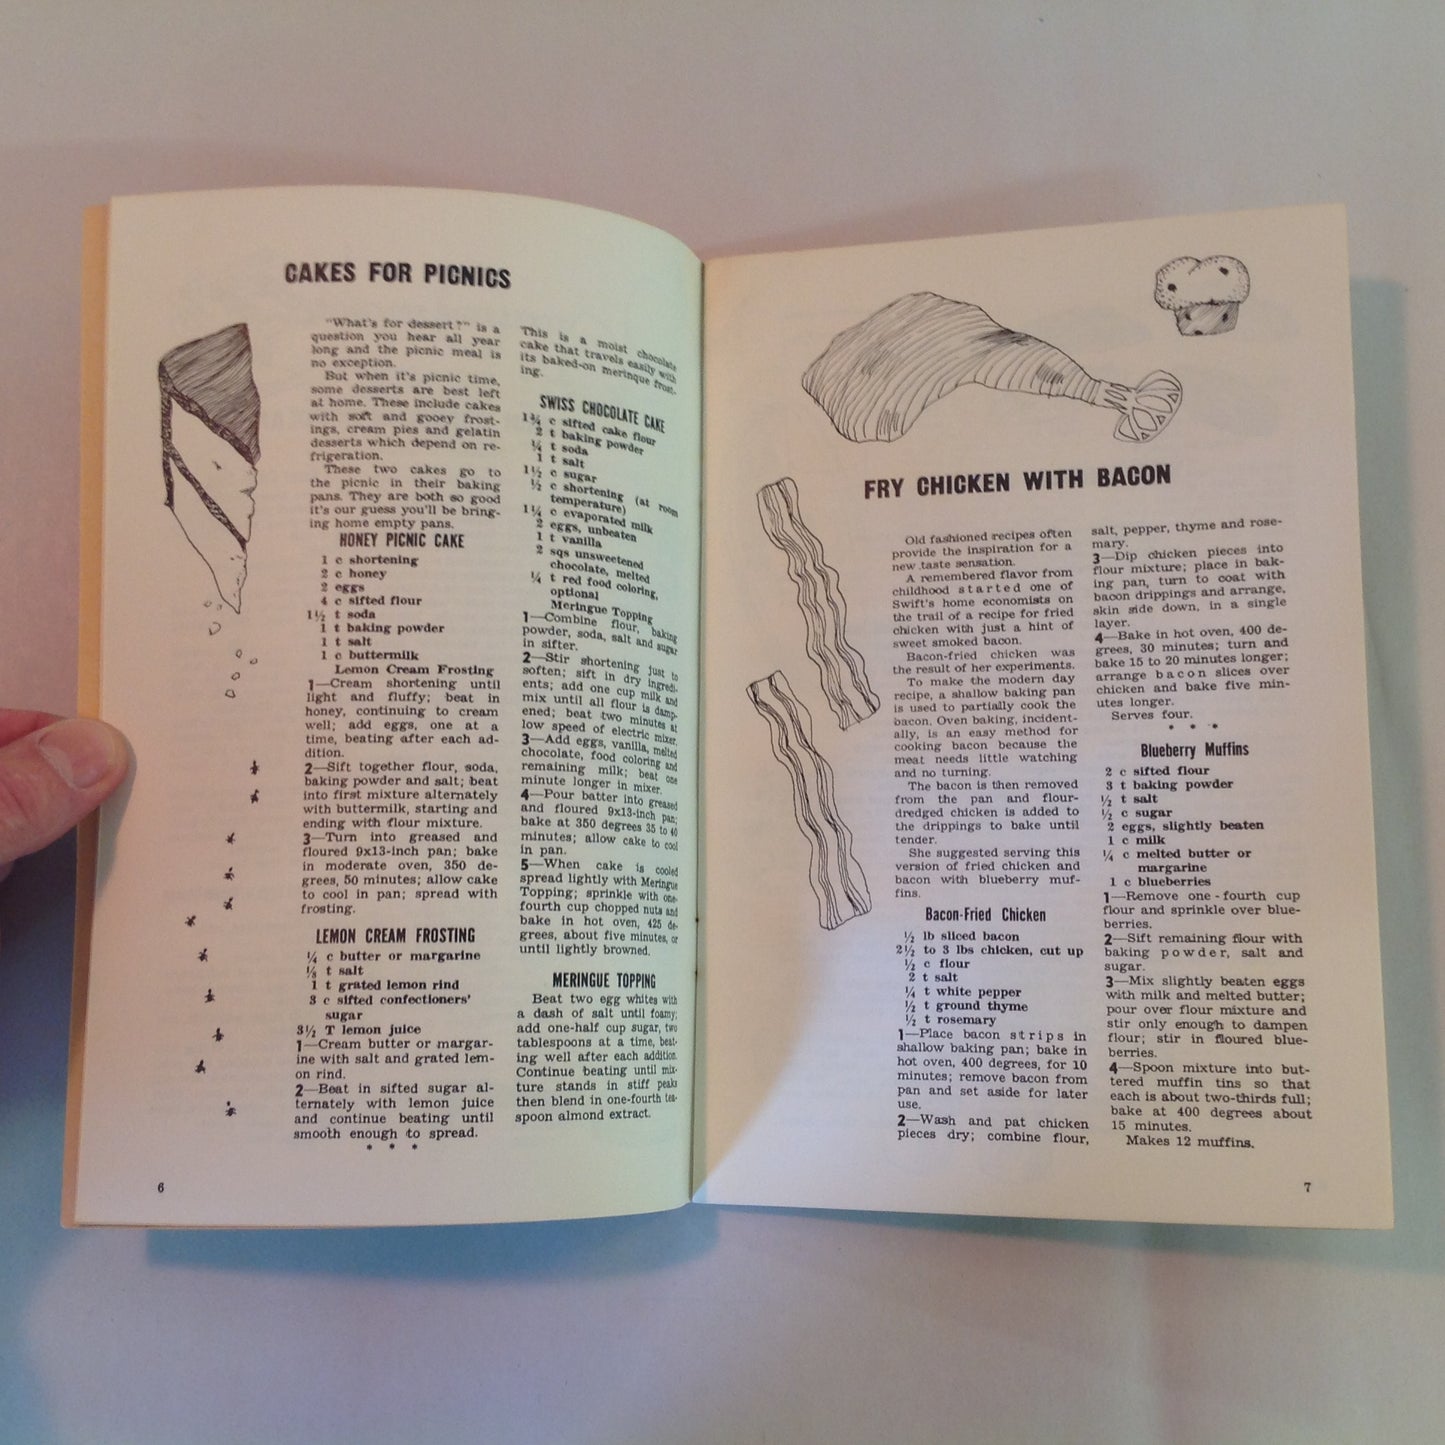 CAKES FOR PICNICS
"What's for dessert?" is a
question you hear all year
long and the picnic meal is
no exception.
But when it's picnic time,
some desserts are best left
at home. These include cakes
with soft and gooey frost-
ings, cream pies and gelatin
desserts which depend on re-
frigeration.
These two cakes go to
the picnic in their baking
pans. They are both so good
it's our guess you'll be bring-
ing home empty pans.
HONEY PICNIC CAKE
1 c shortening
2 c honey
2 eggs
4 c sifted flour
1½ t soda
1 t baking powder
1 t salt
1 c buttermilk
Lemon Cream Frosting
1—Cream shortening until
light and fluffy; beat in
honey, continuing to cream
well; add eggs, one at a
time, beating after each ad-
dition.
2—Sift together flour, soda,
baking powder and salt; beat
into first mixture alternately
with buttermilk, starting and
ending with flour mixture.
3—Turn into greased and
floured 9x13-inch pan; bake
in moderate oven, 350 de-
grees, 50 minutes; allow cake
to cool in pan; spread with
frosting.
LEMON CREAM FROSTING
¼ c butter or margarine
⅛ t salt
1 t grated lemon rind
3 c sifted confectioners'
sugar
3½ T lemon juice
1—Cream butter or margar-
ine with salt and grated lem-
on rind.
2—Beat in sifted sugar al-
ternately with lemon juice
and continue beating until
smooth enough to spread.
* * *
6
This is a moist chocolate
cake that travels easily with
its baked-on meringue frost-
ing.
SWISS CHOCOLATE CAKE
1¾ c sifted cake flour
2 t baking powder
¼ t soda
1 t salt
1½ c sugar
½ c shortening (at room
temperature)
1¼ c evaporated milk
2 eggs, unbeaten
1 t vanilla
2 sqs unsweetened
chocolate, melted
¼ t red food coloring,
optional
Meringue Topping
1—Combine flour, baking
powder, soda, salt and sugar
in sifter.
2—Stir shortening just to
soften; sift in dry ingredi-
ents; add one cup milk and
mix until all flour is damp-
ened; beat two minutes at
low speed of electric mixer.
3—Add eggs, vanilla, melted
chocolate, food coloring and
remaining milk; beat one
minute longer in mixer.
4—Pour batter into greased
and floured 9x13-inch pan;
bake at 350 degrees 35 to 40
minutes; allow cake to cool
in pan.
5—When cake is cooled
spread lightly with Meringue
Topping; sprinkle with one-
fourth cup chopped nuts and
bake in hot oven, 425 de-
grees, about five minutes, or
until lightly browned.
MERINGUE TOPPING
Beat two egg whites with
a dash of salt until foamy;
add one-half cup sugar, two
tablespoons at a time, beat-
ing well after each addition.
Continue beating until mix-
ture stands in stiff peaks
then blend in one-fourth tea-
spoon almond extract.
FRY CHICKEN WITH BACON
Old fashioned recipes often
provide the inspiration for a
new taste sensation.
A remembered flavor from
childhood started one of
Swift's home economists on
the trail of a recipe for fried
chicken with just a hint of
sweet smoked bacon.
Bacon-fried chicken was
the result of her experiments.
To make the modern day
recipe, a shallow baking pan
is used to partially cook the
bacon. Oven baking, incident-
ally, is an easy method for
cooking bacon because the
meat needs little watching
and no turning.
The bacon is then removed
from the pan and flour-
dredged chicken is added to
the drippings to bake until
tender.
She suggested serving this
version of fried chicken and
bacon with blueberry muf-
fins.
Bacon-Fried Chicken
½ lb sliced bacon
2½ to 3 lbs chicken, cut up
½ c flour
2 t salt
¼ t white pepper
½ t ground thyme
½ t rosemary
1—Place bacon strips in
shallow baking pan; bake in
hot oven, 400 degrees, for 10
minutes; remove bacon from
pan and set aside for later
use.
2—Wash and pat chicken
pieces dry; combine flour,
salt, pepper, thyme and rose-
mary.
3—Dip chicken pieces into
flour mixture; place in bak-
ing pan, turn to coat with
bacon drippings and arrange,
skin side down, in a single
layer.
4—Bake in hot oven, 400 de-
grees, 30 minutes; turn and
bake 15 to 20 minutes longer;
arrange bacon slices over
chicken and bake five min-
utes longer.
Serves four.
* * *
Blueberry Muffins
2 c sifted flour
3 t baking powder
½ t salt
½ c sugar
2 eggs, slightly beaten
1 c milk
¼ c melted butter or
margarine
1 c blueberries
1—Remove one-fourth cup
flour and sprinkle over blue-
berries.
2—Sift remaining flour with
baking powder, salt and
sugar.
3—Mix slightly beaten eggs
with milk and melted butter;
pour over flour mixture and
stir only enough to dampen
flour; stir in floured blue-
berries.
4—Spoon mixture into but-
tered muffin tins so that
each is about two-thirds full;
bake at 400 degrees about
15 minutes.
Makes 12 muffins.
7